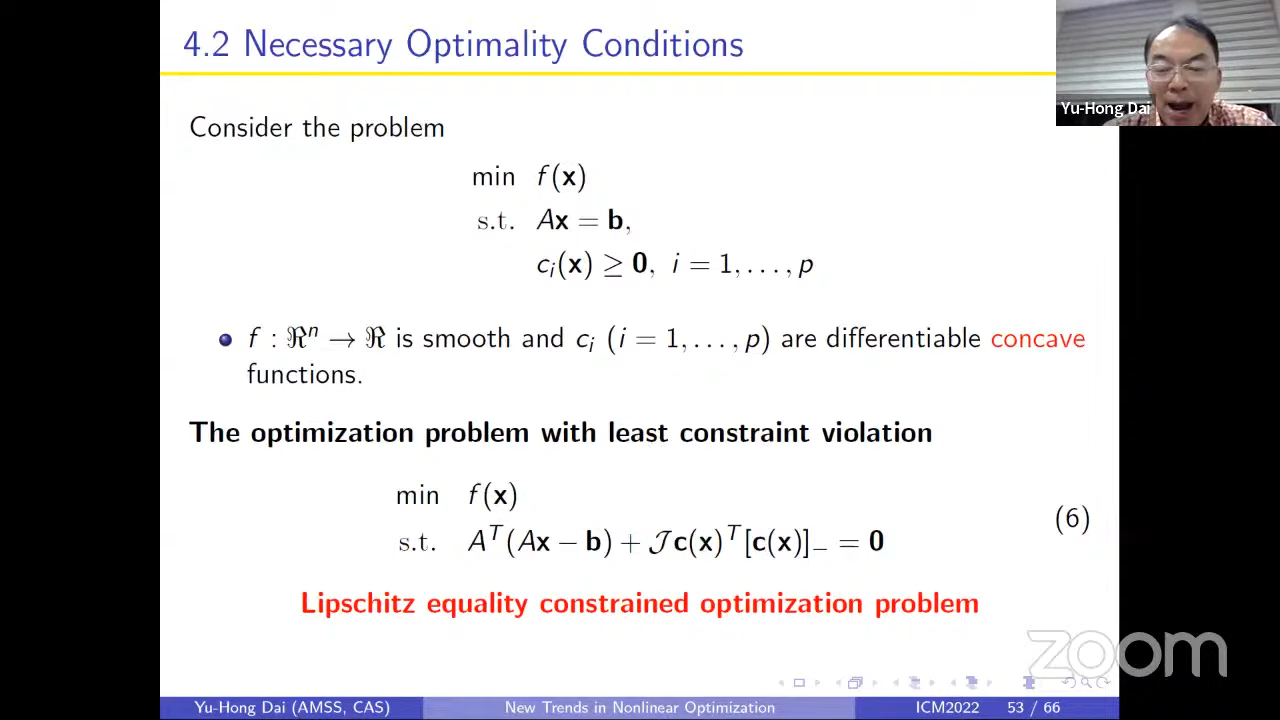 4.2 Necessary Optimality Conditions
Yu-Hong Dai
Consider the problem
min f(x)
s.t. Ax = b,
c_i(x) ≥ 0, i = 1, . . . , p
f : ℜ^n → ℜ is smooth and c_i (i = 1, . . . , p) are differentiable concave
functions.
The optimization problem with least constraint violation
min f(x)
s.t. A^T(Ax − b) + 𝒥c(x)^T[c(x)]_− = 0
(6)
Lipschitz equality constrained optimization problem
zoom
Yu-Hong Dai (AMSS, CAS) New Trends in Nonlinear Optimization ICM2022 53 / 66